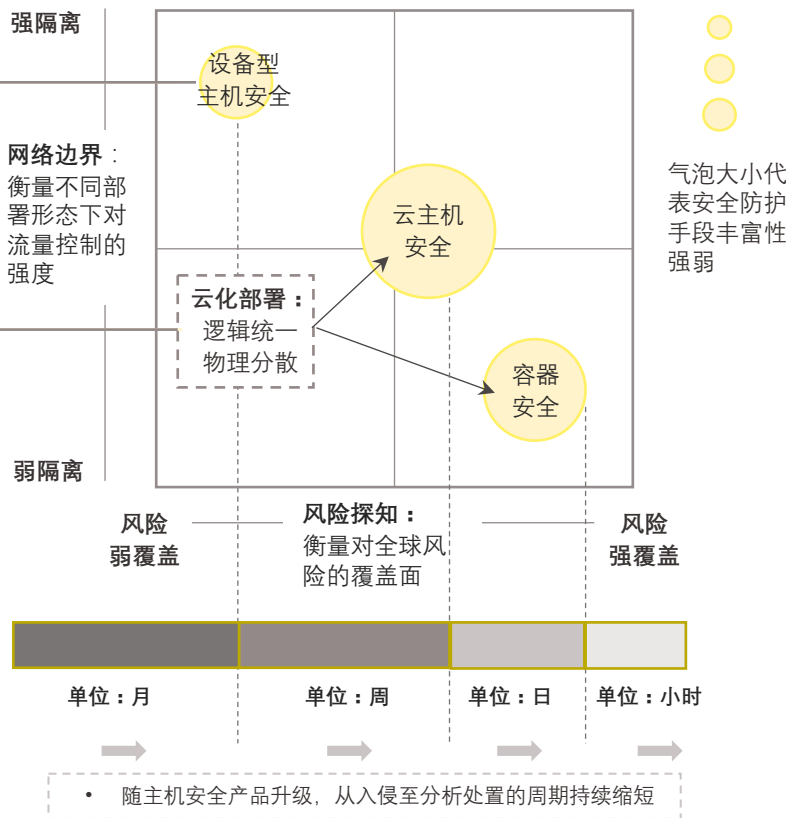 强隔离
设备型
主机安全
网络边界：
衡量不同部
署形态下对
流量控制的
强度
气泡大小代
表安全防护
手段丰富性
强弱
云主机
安全
云化部署：
逻辑统一
物理分散
容器
安全
弱隔离
风险
弱覆盖
风险探知：
衡量对全球风
险的覆盖面
风险
强覆盖
单位：月
单位：周
单位：日
单位：小时
• 随主机安全产品升级，从入侵至分析处置的周期持续缩短